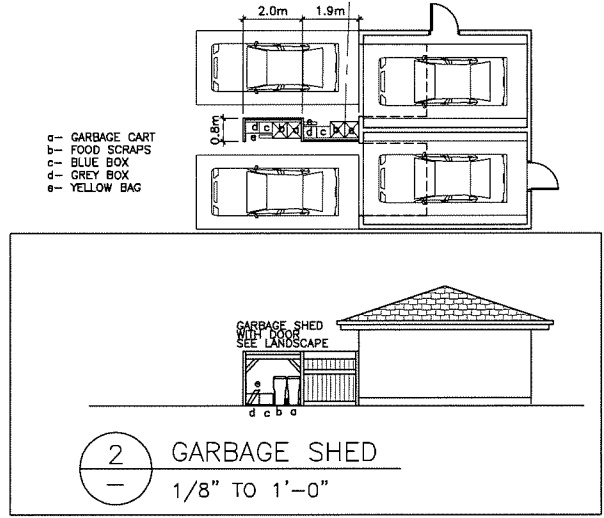 2.0m 1.9m
0.8m
d c b a
e
e
d c b a
a- GARBAGE CART
b- FOOD SCRAPS
c- BLUE BOX
d- GREY BOX
e- YELLOW BAG
GARBAGE SHED
WITH DOOR
SEE LANDSCAPE
e
d c b a
2
GARBAGE SHED
1/8" TO 1'-0"